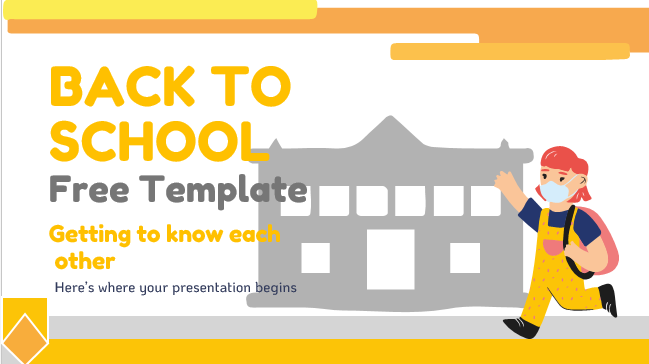 BACK TO
SCHOOL
Free Template
Getting to know each
other
Here's where your presentation begins